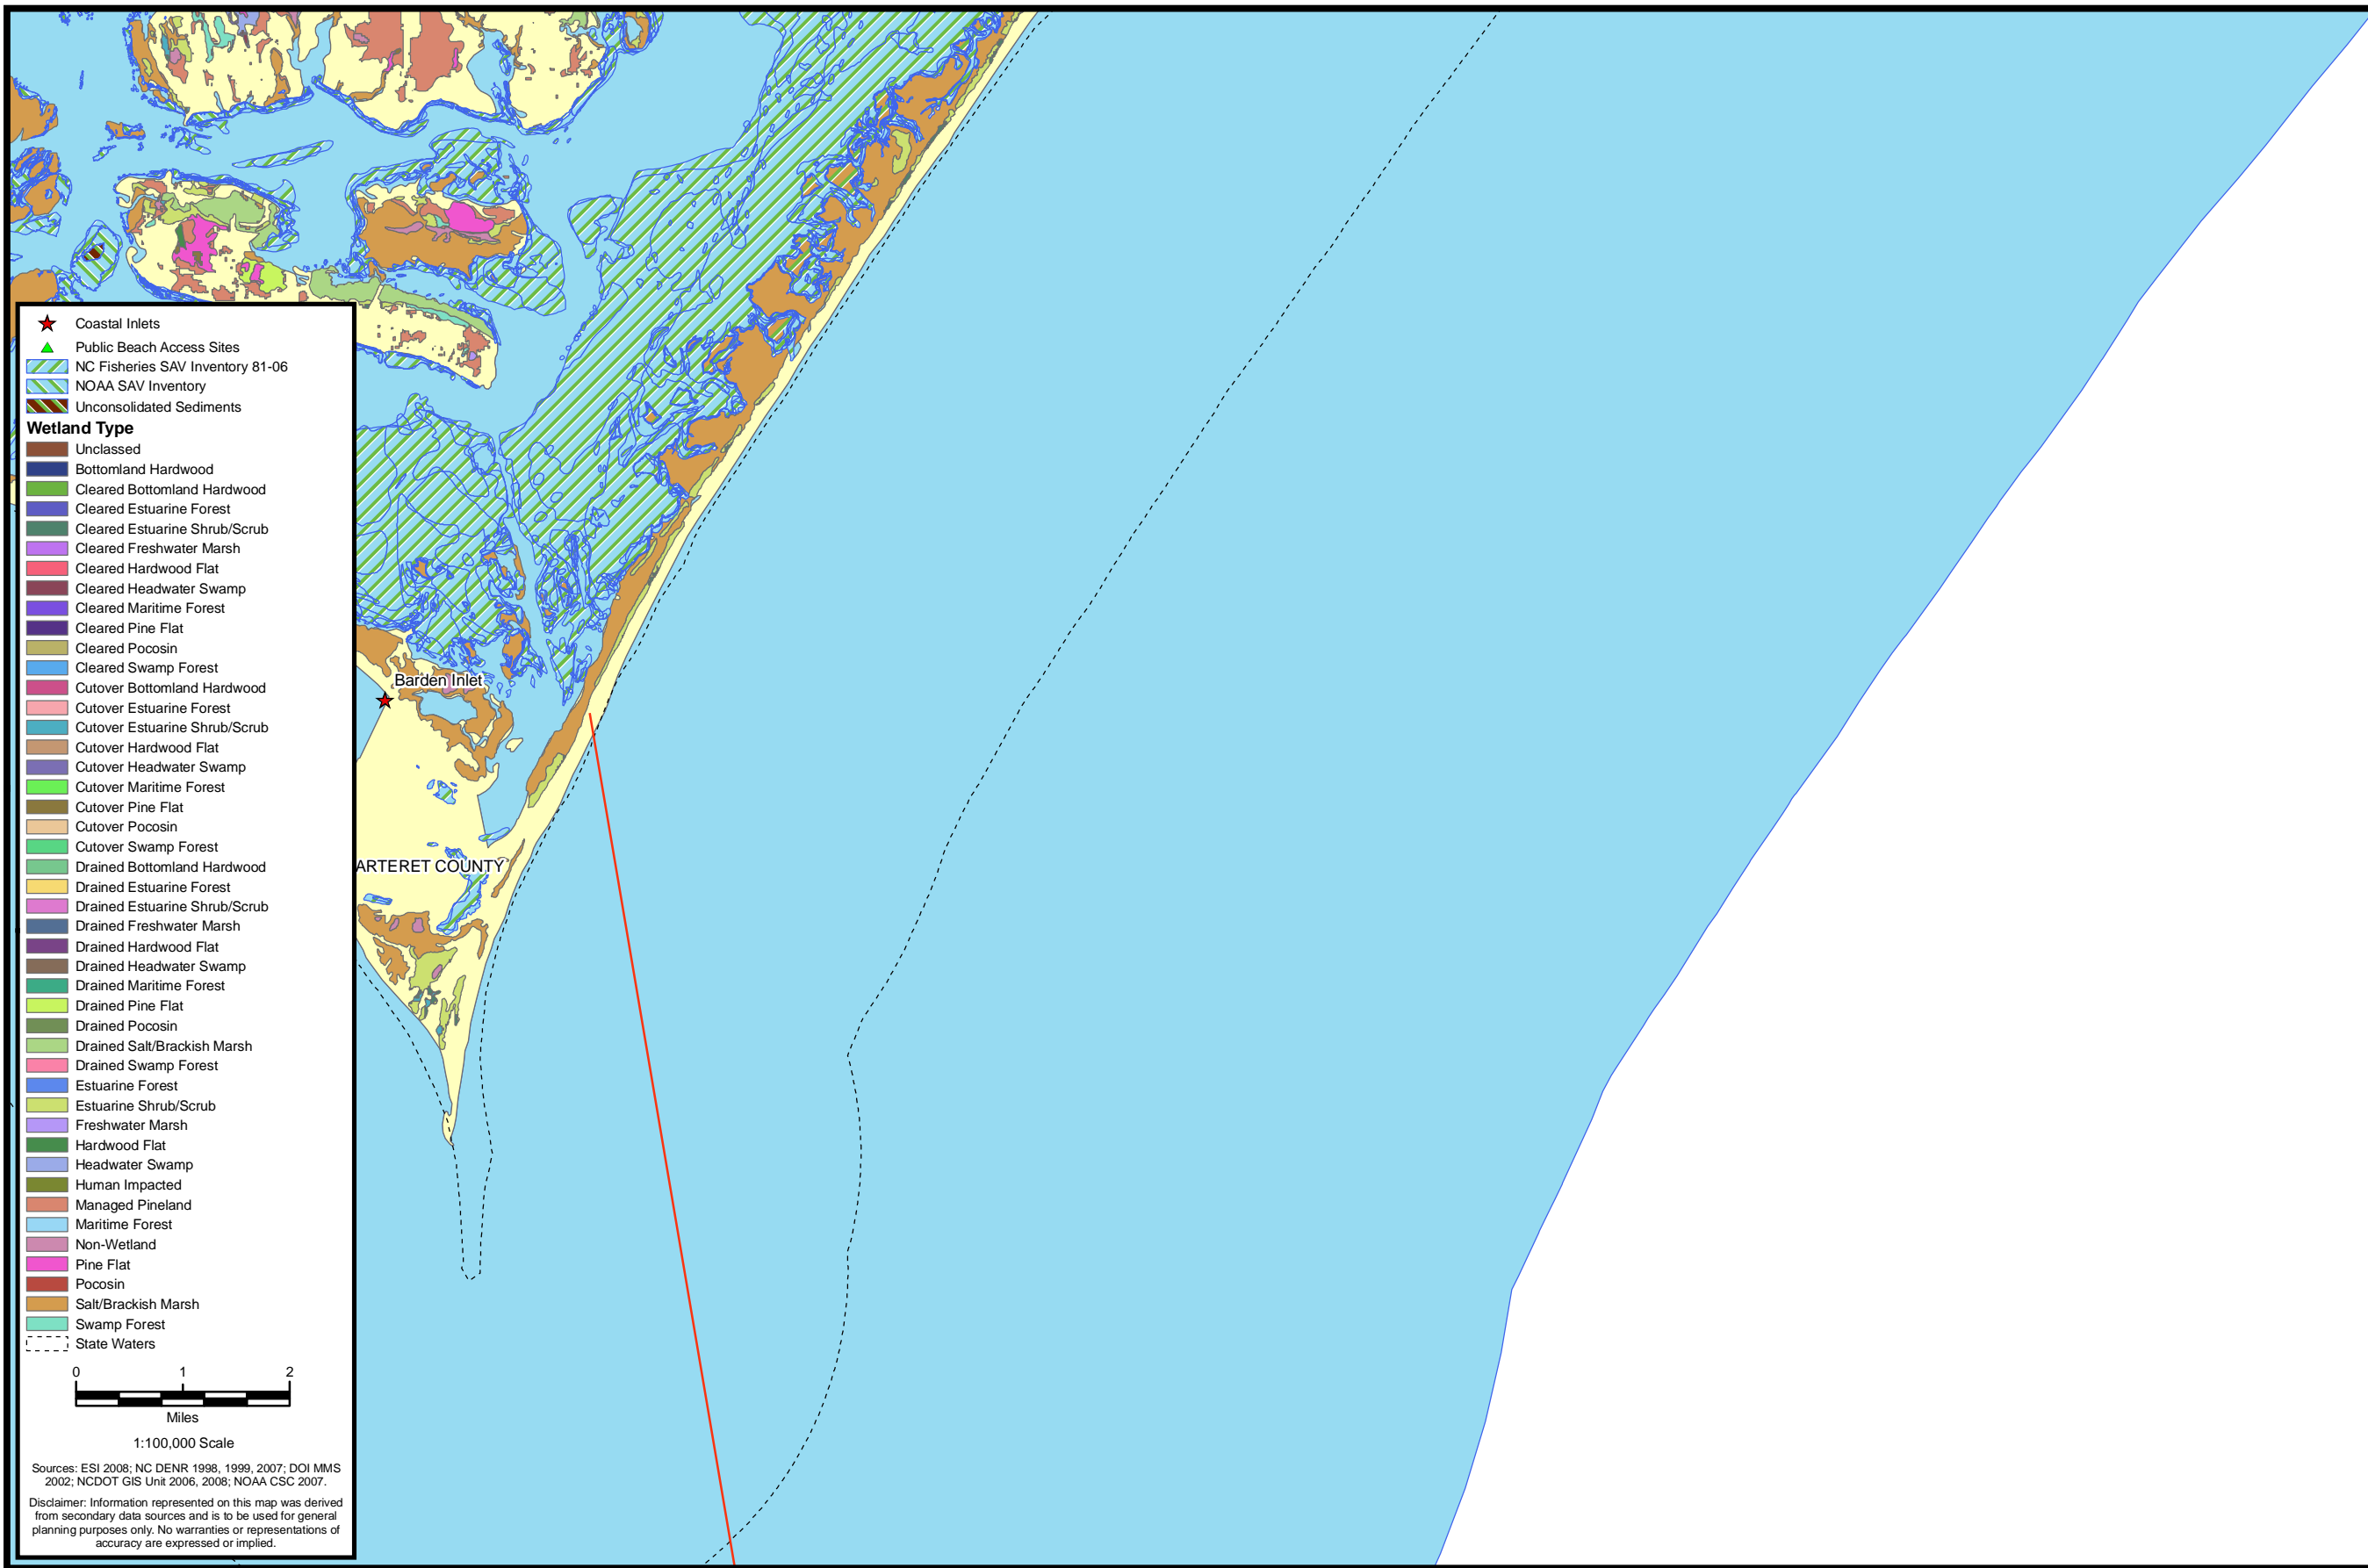 Coastal Inlets
Public Beach Access Sites
NC Fisheries SAV Inventory 81-06
NOAA SAV Inventory
Unconsolidated Sediments
Wetland Type
Unclassed
Bottomland Hardwood
Cleared Bottomland Hardwood
Cleared Estuarine Forest
Cleared Estuarine Shrub/Scrub
Cleared Freshwater Marsh
Cleared Hardwood Flat
Cleared Headwater Swamp
Cleared Maritime Forest
Cleared Pine Flat
Cleared Pocosin
Cleared Swamp Forest
Cutover Bottomland Hardwood
Cutover Estuarine Forest
Cutover Estuarine Shrub/Scrub
Cutover Hardwood Flat
Cutover Headwater Swamp
Cutover Maritime Forest
Cutover Pine Flat
Cutover Pocosin
Cutover Swamp Forest
Drained Bottomland Hardwood
Drained Estuarine Forest
Drained Estuarine Shrub/Scrub
Drained Freshwater Marsh
Drained Hardwood Flat
Drained Headwater Swamp
Drained Maritime Forest
Drained Pine Flat
Drained Pocosin
Drained Salt/Brackish Marsh
Drained Swamp Forest
Estuarine Forest
Estuarine Shrub/Scrub
Freshwater Marsh
Hardwood Flat
Headwater Swamp
Human Impacted
Managed Pineland
Maritime Forest
Non-Wetland
Pine Flat
Pocosin
Salt/Brackish Marsh
Swamp Forest
State Waters
0 1 2
Miles
1:100,000 Scale
Sources: ESI 2008; NC DENR 1998, 1999, 2007; DOI MMS
2002; NCDOT GIS Unit 2006, 2008; NOAA CSC 2007.
Disclaimer: Information represented on this map was derived
from secondary data sources and is to be used for general
planning purposes only. No warranties or representations of
accuracy are expressed or implied.
Barden Inlet
ARTERET COUNTY